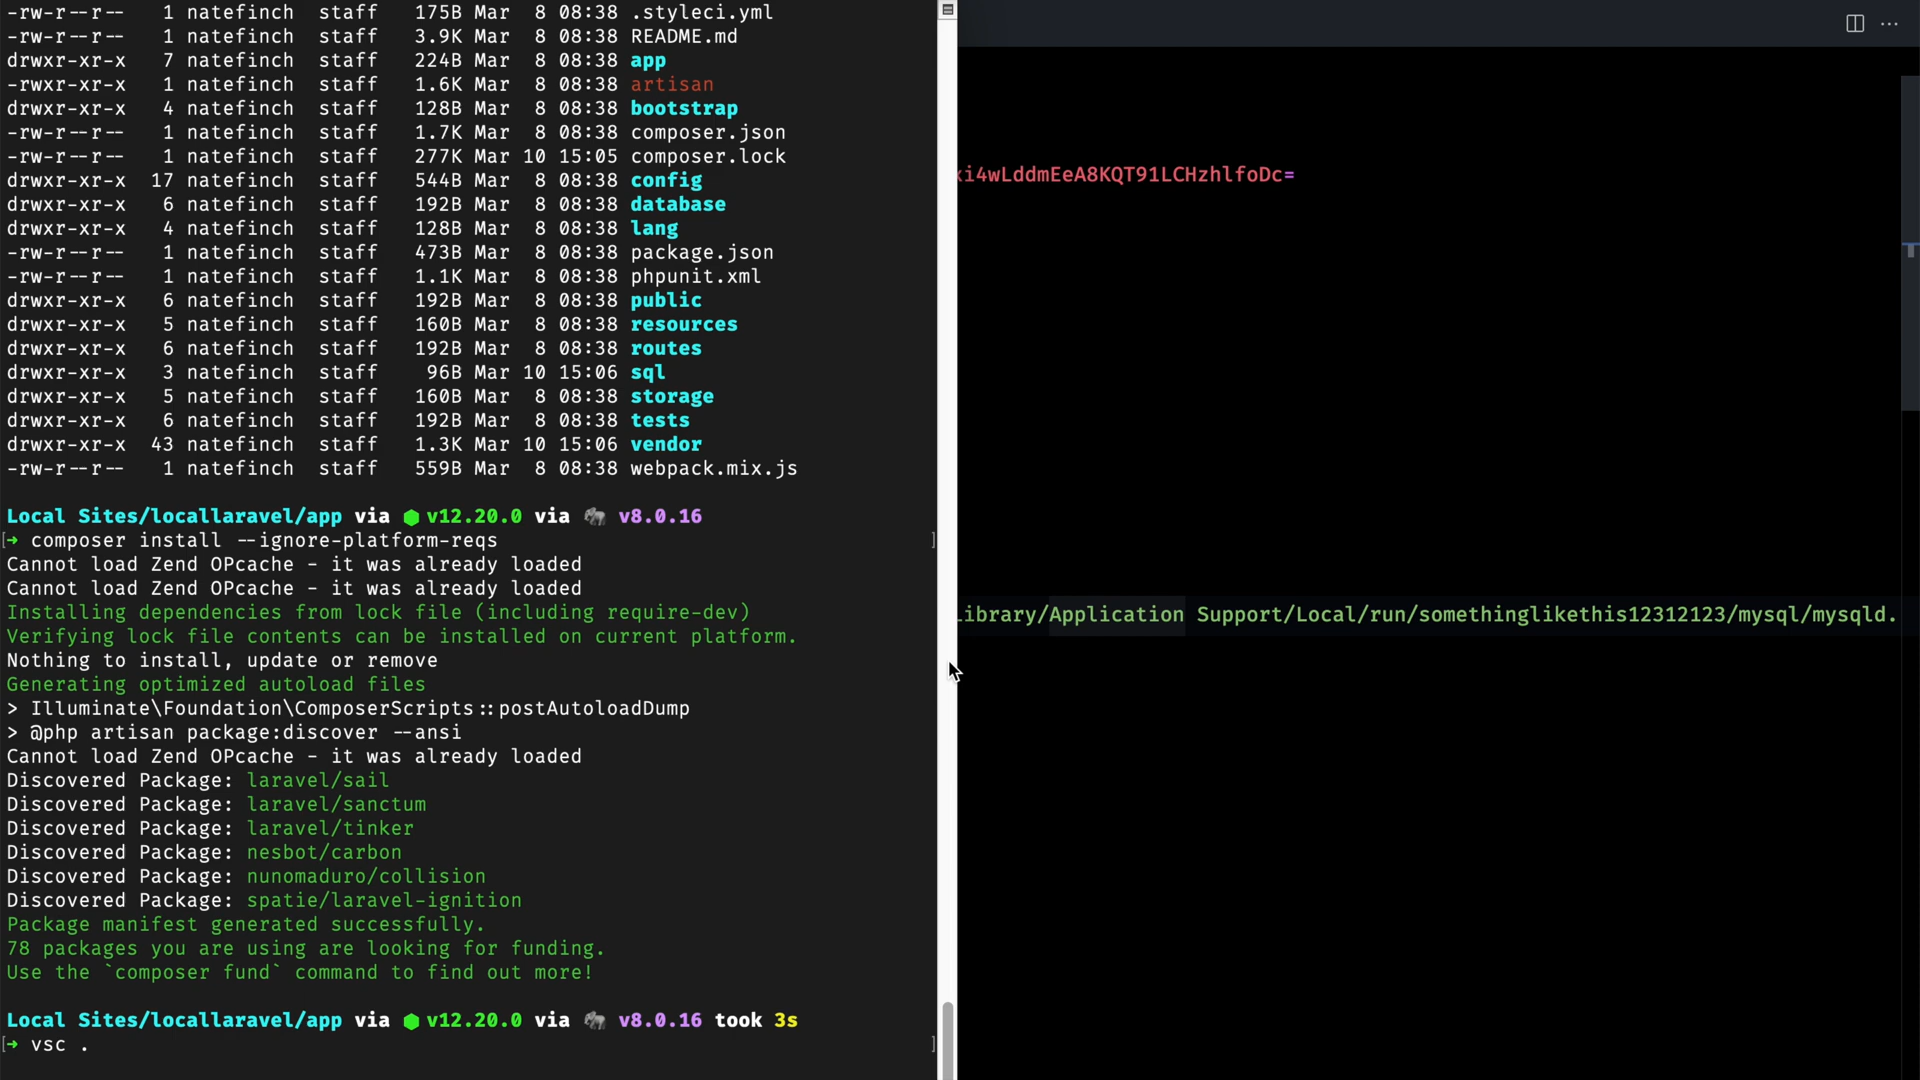 -rw-r--r-- 1 natefinch staff 175B Mar 8 08:38 .styleci.yml
-rw-r--r-- 1 natefinch staff 3.9K Mar 8 08:38 README.md
drwxr-xr-x 7 natefinch staff 224B Mar 8 08:38 app
-rwxr-xr-x 1 natefinch staff 1.6K Mar 8 08:38 artisan
drwxr-xr-x 4 natefinch staff 128B Mar 8 08:38 bootstrap
-rw-r--r-- 1 natefinch staff 1.7K Mar 8 08:38 composer.json
-rw-r--r-- 1 natefinch staff 277K Mar 10 15:05 composer.lock
drwxr-xr-x 17 natefinch staff 544B Mar 8 08:38 config
drwxr-xr-x 6 natefinch staff 192B Mar 8 08:38 database
drwxr-xr-x 4 natefinch staff 128B Mar 8 08:38 lang
-rw-r--r-- 1 natefinch staff 473B Mar 8 08:38 package.json
-rw-r--r-- 1 natefinch staff 1.1K Mar 8 08:38 phpunit.xml
drwxr-xr-x 6 natefinch staff 192B Mar 8 08:38 public
drwxr-xr-x 5 natefinch staff 160B Mar 8 08:38 resources
drwxr-xr-x 6 natefinch staff 192B Mar 8 08:38 routes
drwxr-xr-x 3 natefinch staff 96B Mar 10 15:06 sql
drwxr-xr-x 5 natefinch staff 160B Mar 8 08:38 storage
drwxr-xr-x 6 natefinch staff 192B Mar 8 08:38 tests
drwxr-xr-x 43 natefinch staff 1.3K Mar 10 15:06 vendor
-rw-r--r-- 1 natefinch staff 559B Mar 8 08:38 webpack.mix.js
Local Sites/locallaravel/app via ⬢ v12.20.0 via 🐘 v8.0.16
[➜ composer install --ignore-platform-reqs ]
Cannot load Zend OPcache - it was already loaded
Cannot load Zend OPcache - it was already loaded
Installing dependencies from lock file (including require-dev)
Verifying lock file contents can be installed on current platform.
Nothing to install, update or remove
Generating optimized autoload files
> Illuminate\Foundation\ComposerScripts::postAutoloadDump
> @php artisan package:discover --ansi
Cannot load Zend OPcache - it was already loaded
Discovered Package: laravel/sail
Discovered Package: laravel/sanctum
Discovered Package: laravel/tinker
Discovered Package: nesbot/carbon
Discovered Package: nunomaduro/collision
Discovered Package: spatie/laravel-ignition
Package manifest generated successfully.
78 packages you are using are looking for funding.
Use the `composer fund` command to find out more!
Local Sites/locallaravel/app via ⬢ v12.20.0 via 🐘 v8.0.16 took 3s
[➜ vsc . ]
i4wLddmEeA8KQT91LCHzhlfoDc=
ibrary/Application Support/Local/run/somethinglikethis12312123/mysql/mysqld.